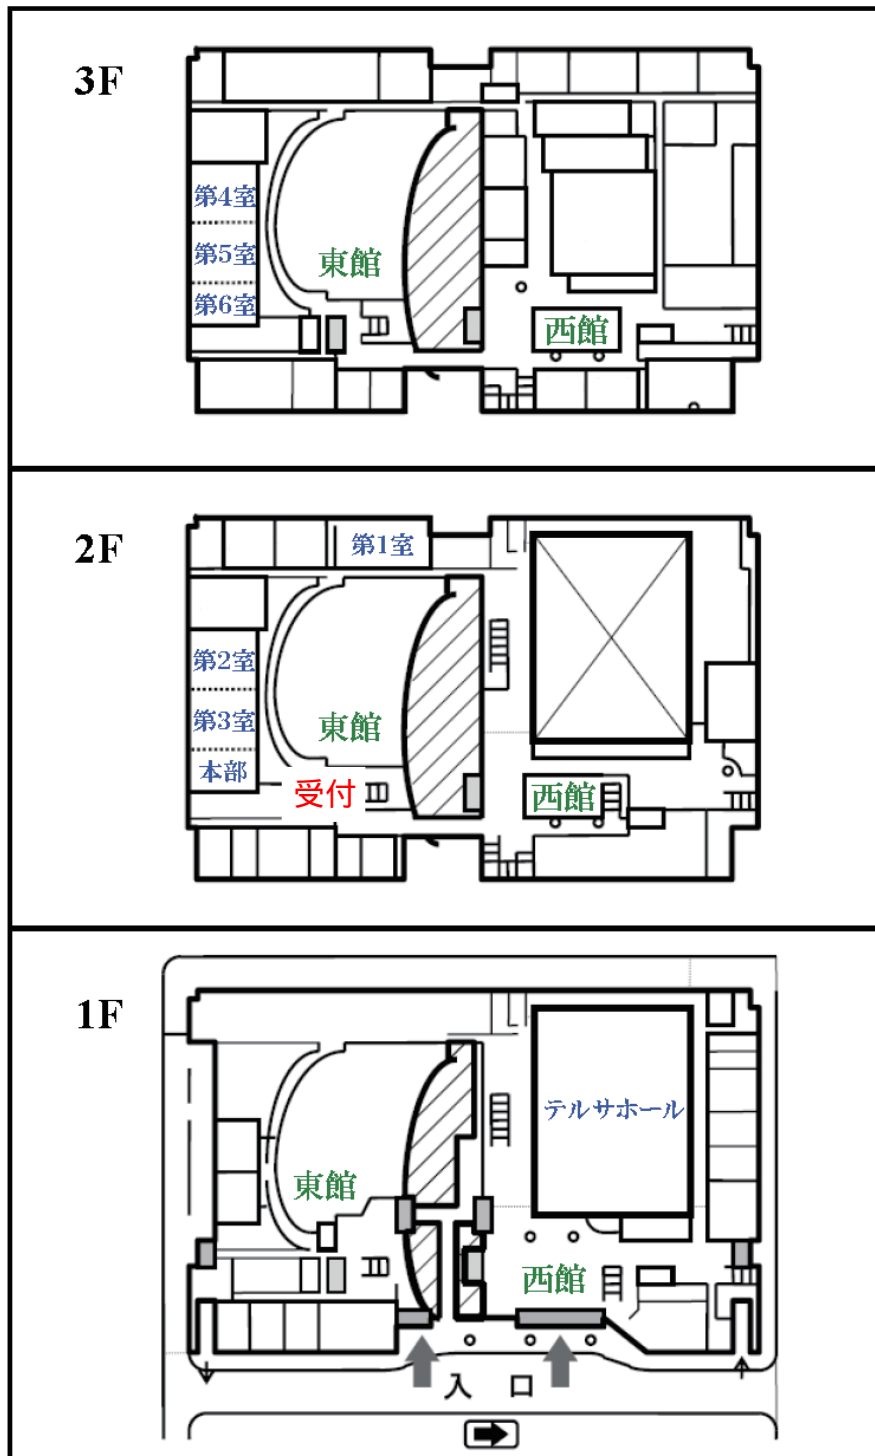 3F
第4室
第5室
東館
第6室
西館
2F
第1室
第2室
第3室
東館
本部
受付
西館
1F
テルサホール
東館
西館
入口